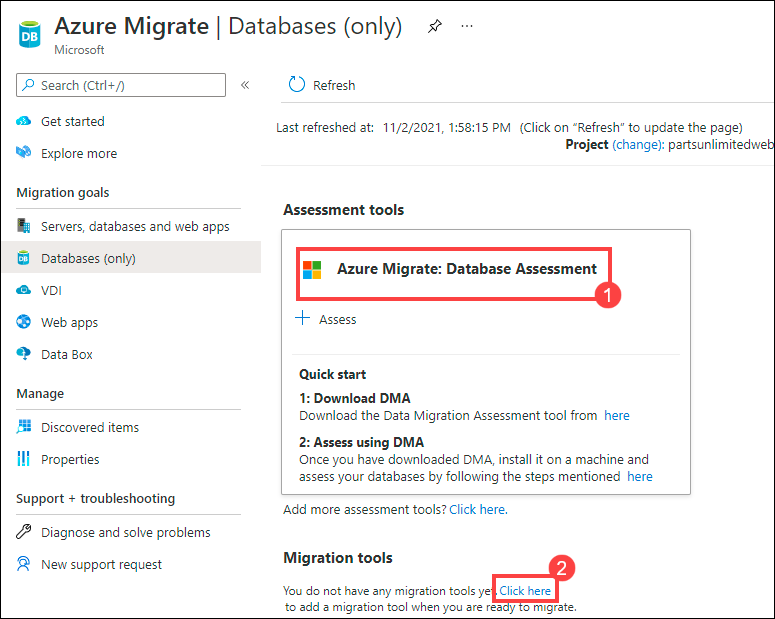 Azure Migrate | Databases (only)
Microsoft
Search (Ctrl+/)
Get started
Explore more
Migration goals
Servers, databases and web apps
DB
Databases (only)
VDI
Web apps
Data Box
Manage
Discovered items
Properties
Support + troubleshooting
Diagnose and solve problems
New support request
Refresh
Last refreshed at: 11/2/2021, 1:58:15 PM (Click on “Refresh” to update the page)
Project (change): partsunlimitedweb
Assessment tools
Azure Migrate: Database Assessment
1
Assess
Quick start
1: Download DMA
Download the Data Migration Assessment tool from here
2: Assess using DMA
Once you have downloaded DMA, install it on a machine and
assess your databases by following the steps mentioned here
Add more assessment tools? Click here.
Migration tools
2
You do not have any migration tools yet. Click here
to add a migration tool when you are ready to migrate.